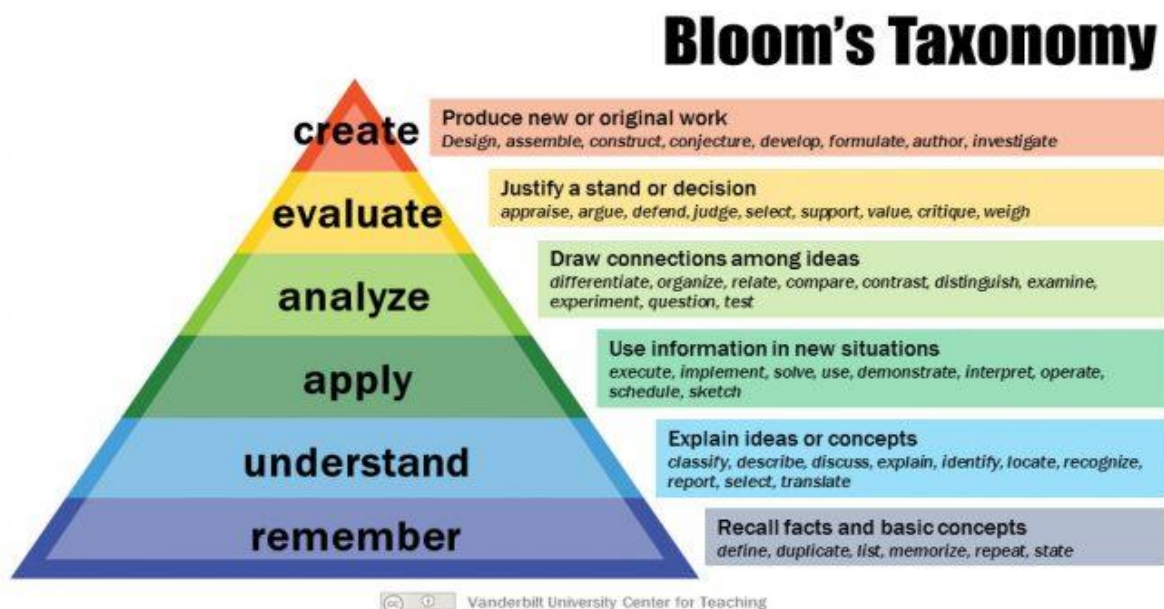 Bloom's Taxonomy
create
Produce new or original work
Design, assemble, construct, conjecture, develop, formulate, author, investigate
evaluate
Justify a stand or decision
appraise, argue, defend, judge, select, support, value, critique, weigh
analyze
Draw connections among ideas
differentiate, organize, relate, compare, contrast, distinguish, examine,
experiment, question, test
apply
Use information in new situations
execute, implement, solve, use, demonstrate, interpret, operate,
schedule, sketch
understand
Explain ideas or concepts
classify, describe, discuss, explain, identify, locate, recognize,
report, select, translate
remember
Recall facts and basic concepts
define, duplicate, list, memorize, repeat, state
cc
Vanderbilt University Center for Teaching